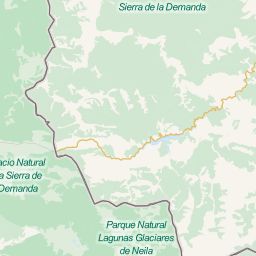 Sierra de la Demanda
acio Natural
a Sierra de
Demanda
Parque Natural
Lagunas Glaciares
de Neila